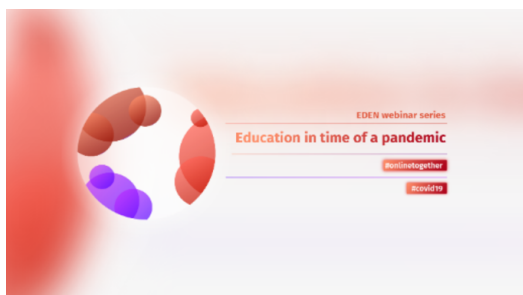 EDEN webinar series
Education in time of a pandemic
#onlinetogether
#covid19